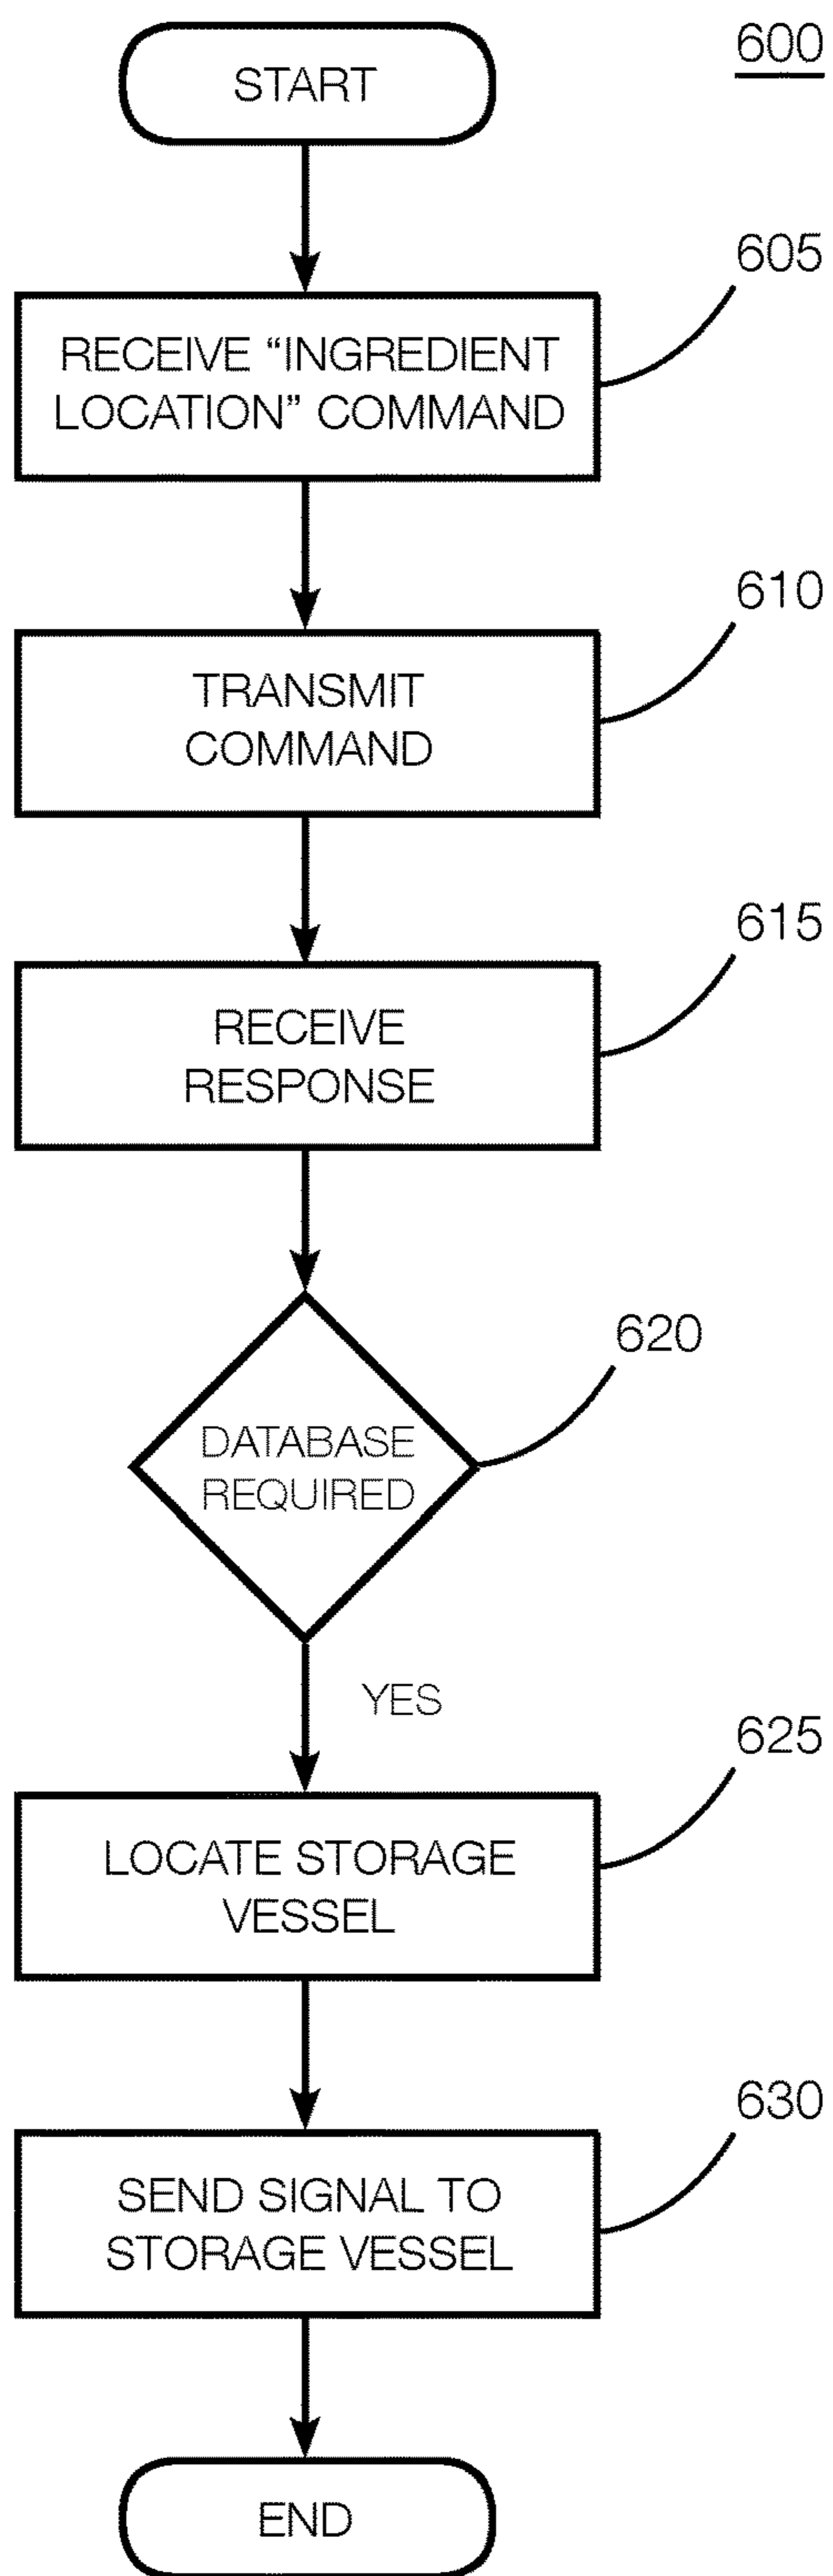 600
START
605
RECEIVE “INGREDIENT
LOCATION” COMMAND
610
TRANSMIT
COMMAND
615
RECEIVE
RESPONSE
620
DATABASE
REQUIRED
YES
625
LOCATE STORAGE
VESSEL
630
SEND SIGNAL TO
STORAGE VESSEL
END